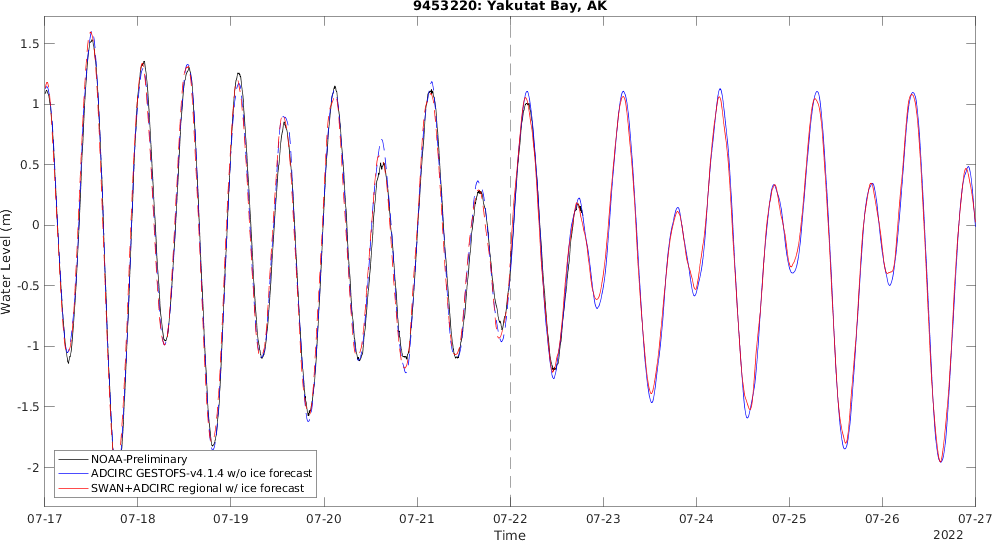 9453220: Yakutat Bay, AK
1.5
1
0.5
0
-0.5
-1
-1.5
-2
Water Level (m)
NOAA-Preliminary
ADCIRC GESTOFS-v4.1.4 w/o ice forecast
SWAN+ADCIRC regional w/ ice forecast
07-17 07-18 07-19 07-20 07-21 07-22 07-23 07-24 07-25 07-26 07-27
Time
2022